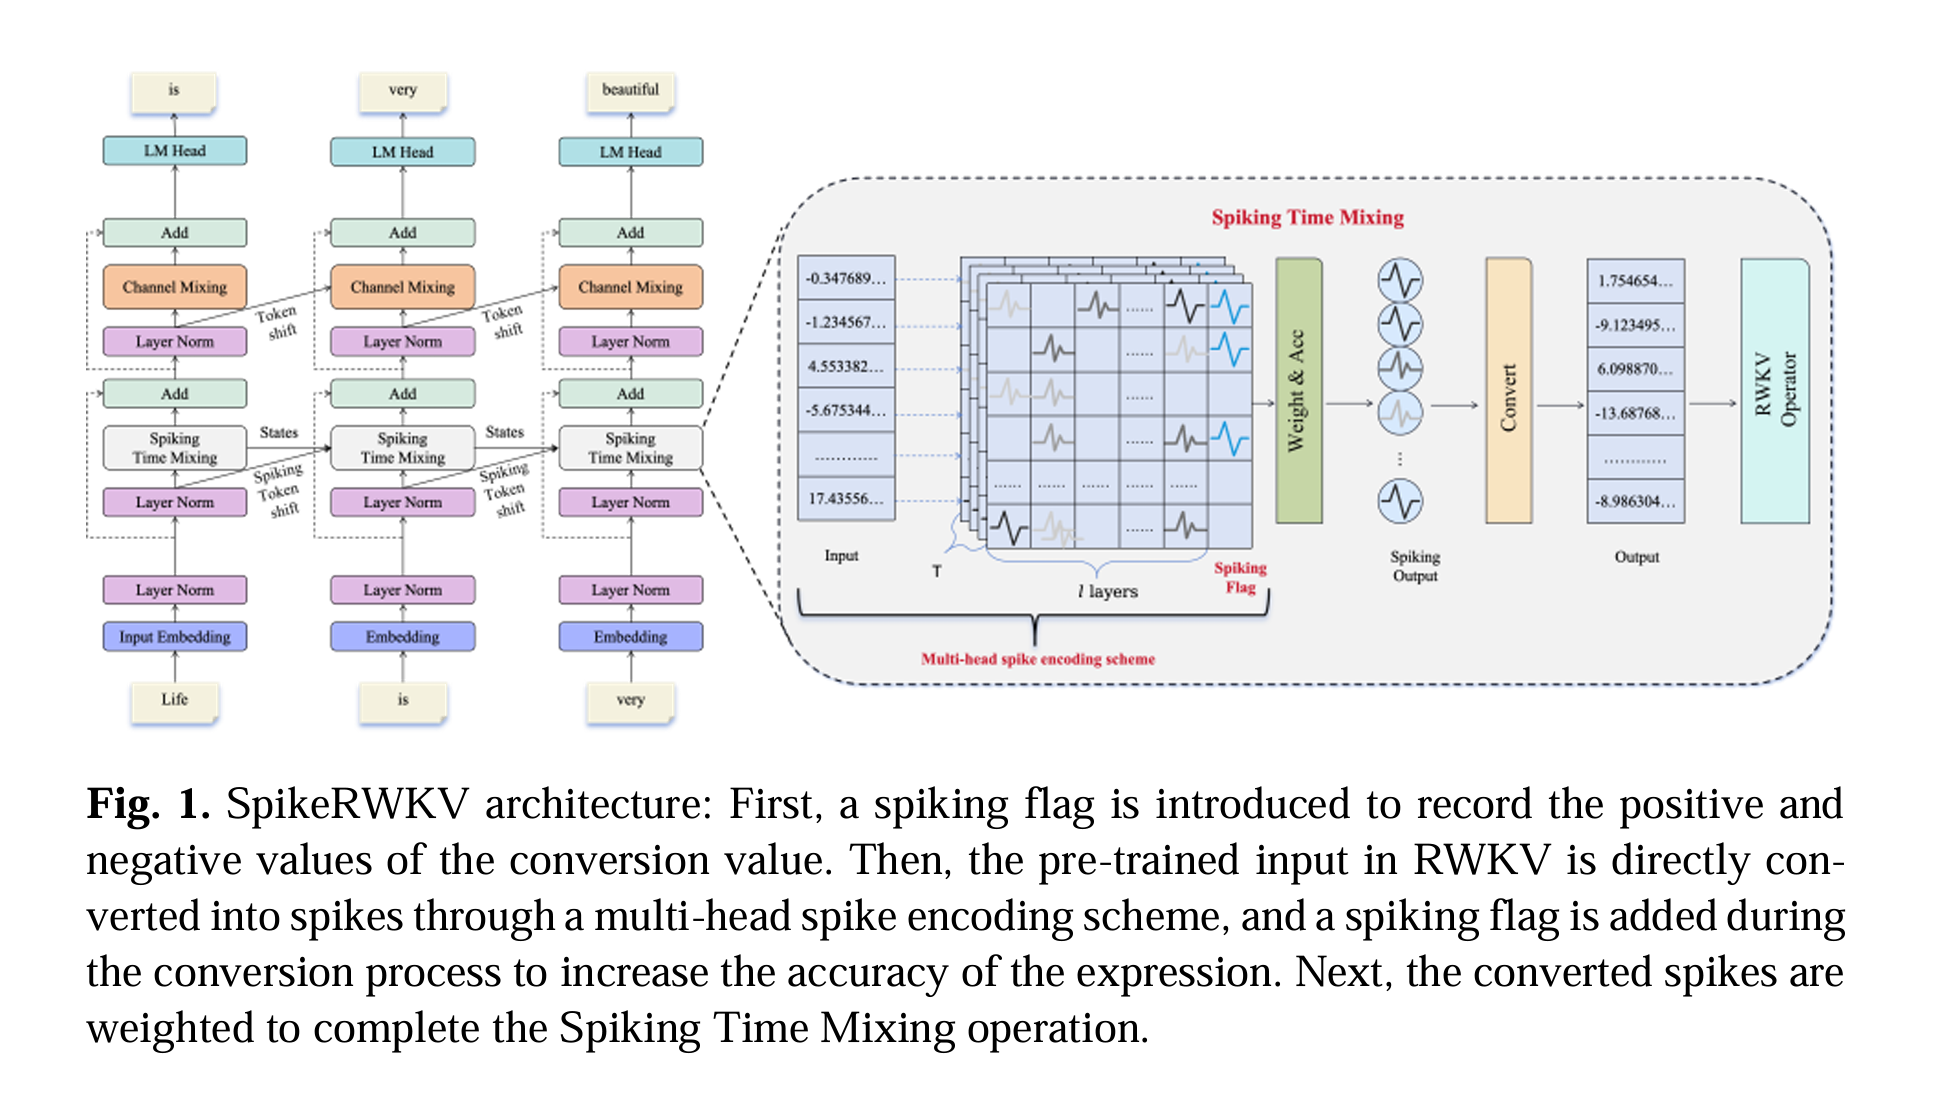 is very beautiful
LM Head LM Head LM Head
Add Add Add
Channel Mixing Channel Mixing Channel Mixing
Token shift Token shift
Layer Norm Layer Norm Layer Norm
Add Add Add
States States
Spiking Time Mixing Spiking Time Mixing Spiking Time Mixing
Spiking Token shift Spiking Token shift
Layer Norm Layer Norm Layer Norm
Layer Norm Layer Norm Layer Norm
Input Embedding Embedding Embedding
Life is very
Spiking Time Mixing
-0.347689...
-1.234567...
4.553382...
-5.675344...
............
17.43556...
Input
......
......
......
...... ...... ...... ...... ......
......
T
l layers
Spiking
Flag
Multi-head spike encoding scheme
Weight & Acc
...
Spiking
Output
Convert
1.754654...
-9.123495...
6.098870...
-13.68768...
............
-8.986304...
Output
RWKV
Operator
Fig. 1. SpikeRWKV architecture: First, a spiking flag is introduced to record the positive and
negative values of the conversion value. Then, the pre-trained input in RWKV is directly con-
verted into spikes through a multi-head spike encoding scheme, and a spiking flag is added during
the conversion process to increase the accuracy of the expression. Next, the converted spikes are
weighted to complete the Spiking Time Mixing operation.